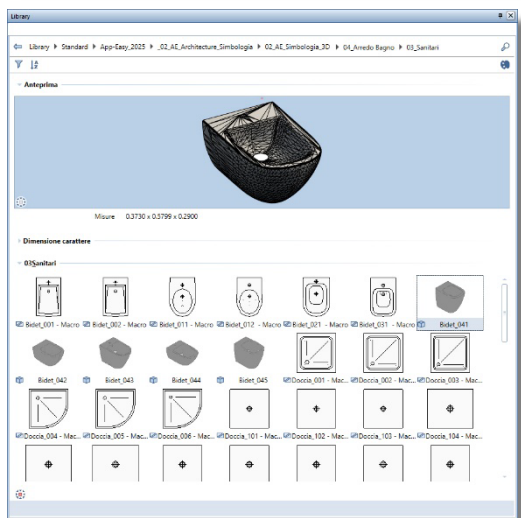 Library
Library ▸ Standard ▸ App-Easy_2025 ▸ _02_AE_Architecture_Simbologia ▸ 02_AE_Simbologia_3D ▸ 04_Arredo Bagno ▸ 03_Sanitari
Anteprima
Misure 0.3730 x 0.5799 x 0.2900
Dimensione carattere
03Sanitari
Bidet_001 - Macro Bidet_002 - Macro Bidet_011 - Macro Bidet_012 - Macro Bidet_021 - Macro Bidet_031 - Macro Bidet_041
Bidet_042 Bidet_043 Bidet_044 Bidet_045 Doccia_001 - Mac... Doccia_002 - Mac... Doccia_003 - Mac...
Doccia_004 - Mac... Doccia_005 - Mac... Doccia_006 - Mac... Doccia_101 - Mac... Doccia_102 - Mac... Doccia_103 - Mac... Doccia_104 - Mac...